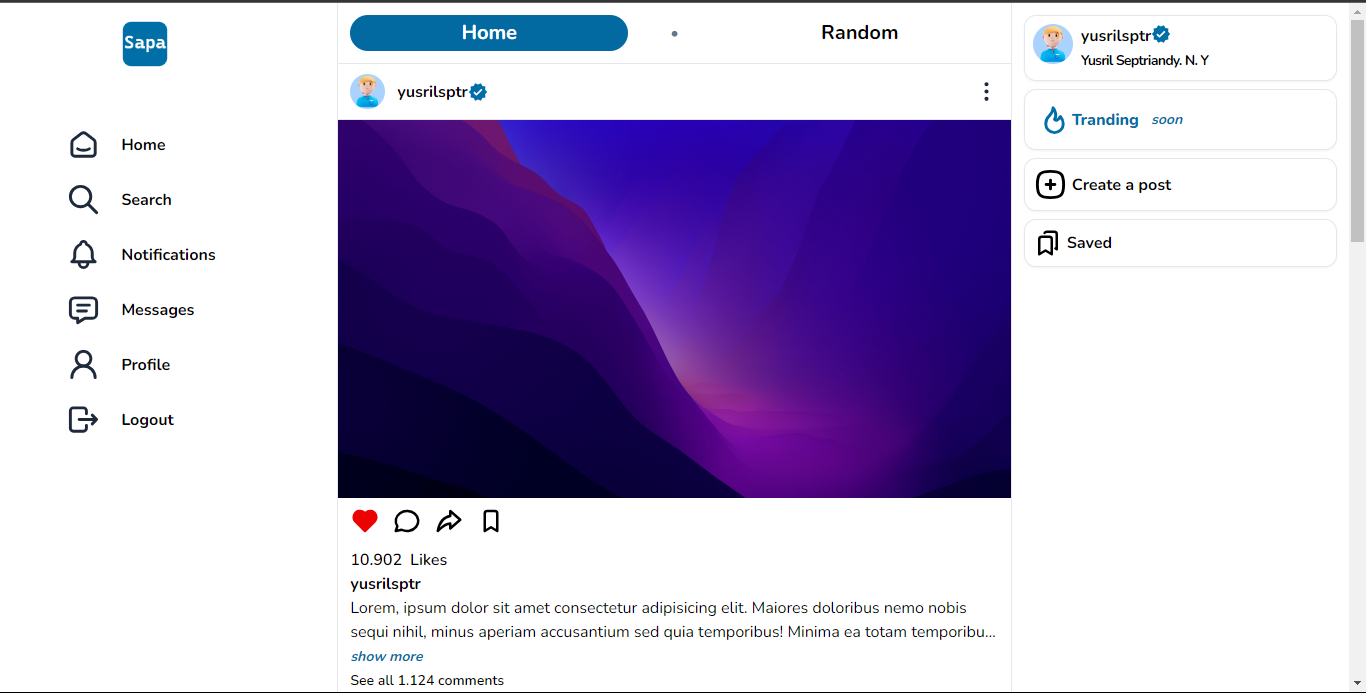 Sapa
Home
Search
Notifications
Messages
Profile
Logout
Home • Random
yusrilsptr
10.902 Likes
yusrilsptr
Lorem, ipsum dolor sit amet consectetur adipisicing elit. Maiores doloribus nemo nobis
sequi nihil, minus aperiam accusantium sed quia temporibus! Minima ea totam temporibu...
show more
See all 1.124 comments
yusrilsptr
Yusril Septriandy. N. Y
Tranding soon
Create a post
Saved